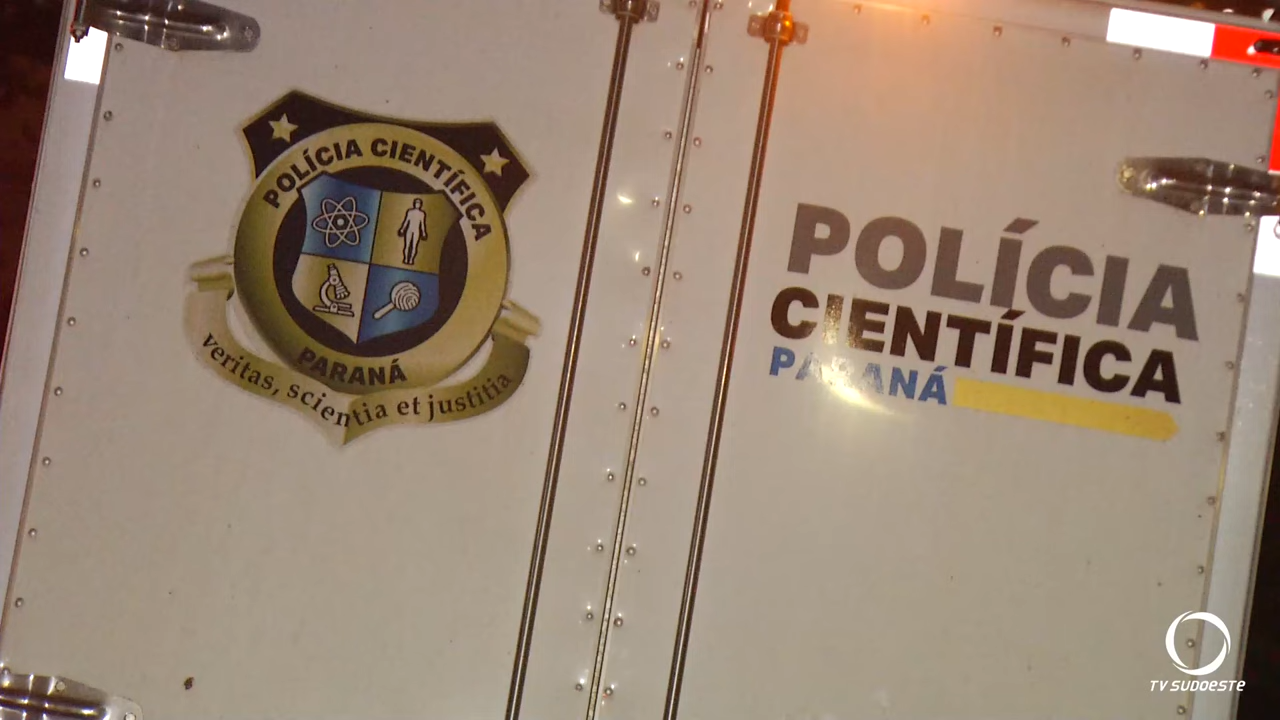 POLÍCIA CIENTÍFICA
PARANÁ
veritas, scientia et justitia
POLÍCIA
CIENTÍFICA
PARANÁ
TV SUDOESTE